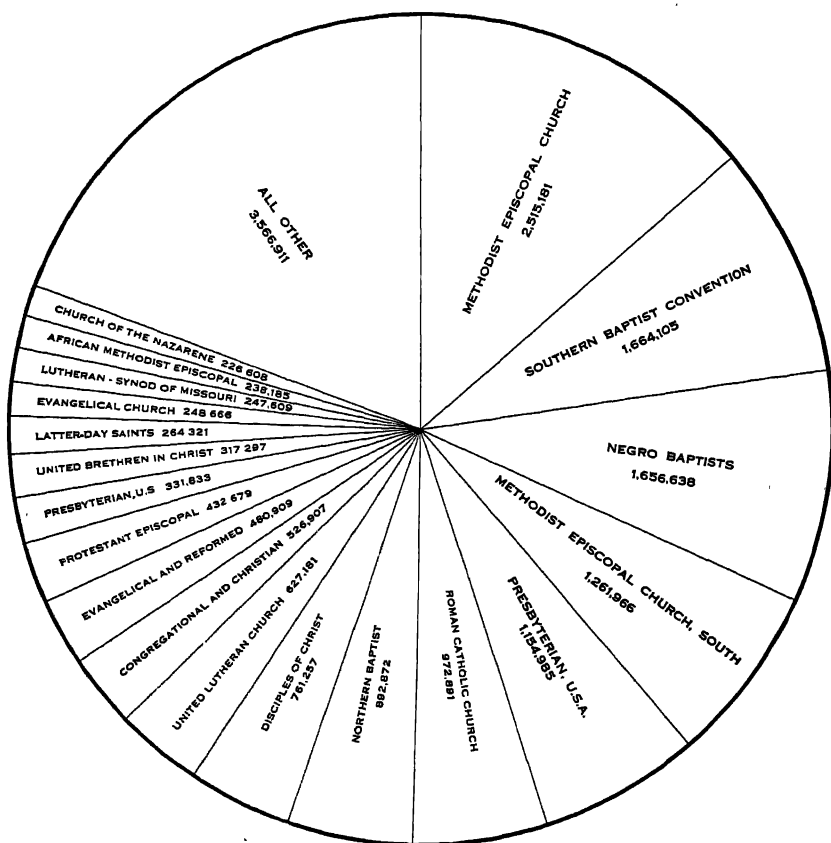 METHODIST EPISCOPAL CHURCH
2,515,181
SOUTHERN BAPTIST CONVENTION
1,664,105
NEGRO BAPTISTS
1,656,638
METHODIST EPISCOPAL CHURCH, SOUTH
1,261,966
PRESBYTERIAN, U.S.A.
1,154,985
ROMAN CATHOLIC CHURCH
972,891
NORTHERN BAPTIST
892,872
DISCIPLES OF CHRIST
761,257
UNITED LUTHERAN CHURCH 627,181
CONGREGATIONAL AND CHRISTIAN 526,907
EVANGELICAL AND REFORMED 480,909
PROTESTANT EPISCOPAL 432 679
PRESBYTERIAN, U.S 331,833
UNITED BRETHREN IN CHRIST 317 297
LATTER-DAY SAINTS 264 321
EVANGELICAL CHURCH 248 666
LUTHERAN - SYNOD OF MISSOURI 247,609
AFRICAN METHODIST EPISCOPAL 238,185
CHURCH OF THE NAZARENE 226 608
ALL OTHER
3,566,911